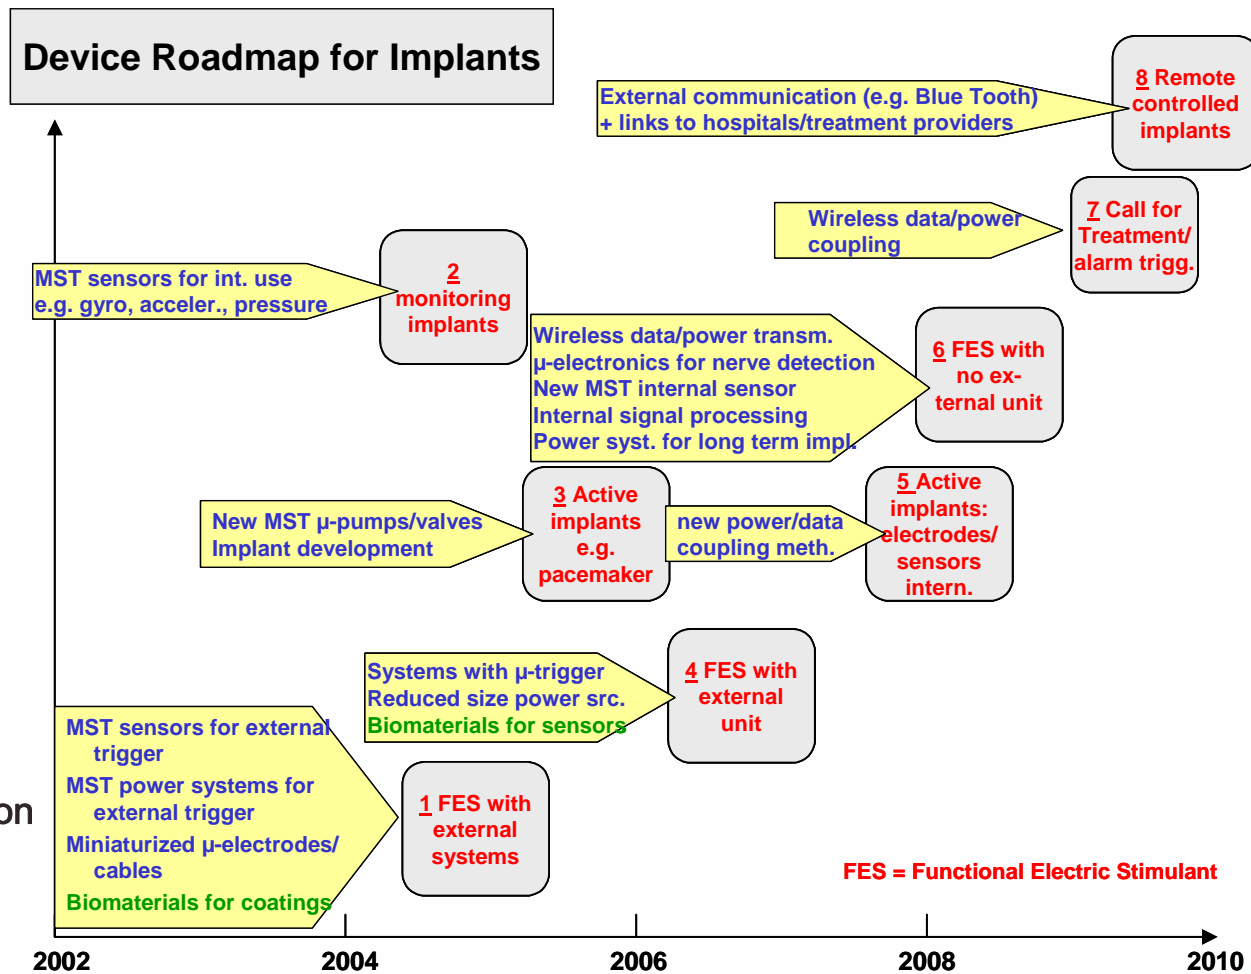 Device Roadmap for Implants
External communication (e.g. Blue Tooth)
+ links to hospitals/treatment providers
8 Remote
controlled
implants
Wireless data/power
coupling
7 Call for
Treatment/
alarm trigg.
MST sensors for int. use
e.g. gyro, acceler., pressure
2
monitoring
implants
Wireless data/power transm.
µ-electronics for nerve detection
New MST internal sensor
Internal signal processing
Power syst. for long term impl.
6 FES with
no ex-
ternal unit
New MST µ-pumps/valves
Implant development
3 Active
implants
e.g.
pacemaker
new power/data
coupling meth.
5 Active
implants:
electrodes/
sensors
intern.
Systems with µ-trigger
Reduced size power src.
Biomaterials for sensors
4 FES with
external
unit
MST sensors for external
trigger
MST power systems for
external trigger
Miniaturized µ-electrodes/
cables
Biomaterials for coatings
on
1 FES with
external
systems
FES = Functional Electric Stimulant
2002 2004 2006 2008 2010